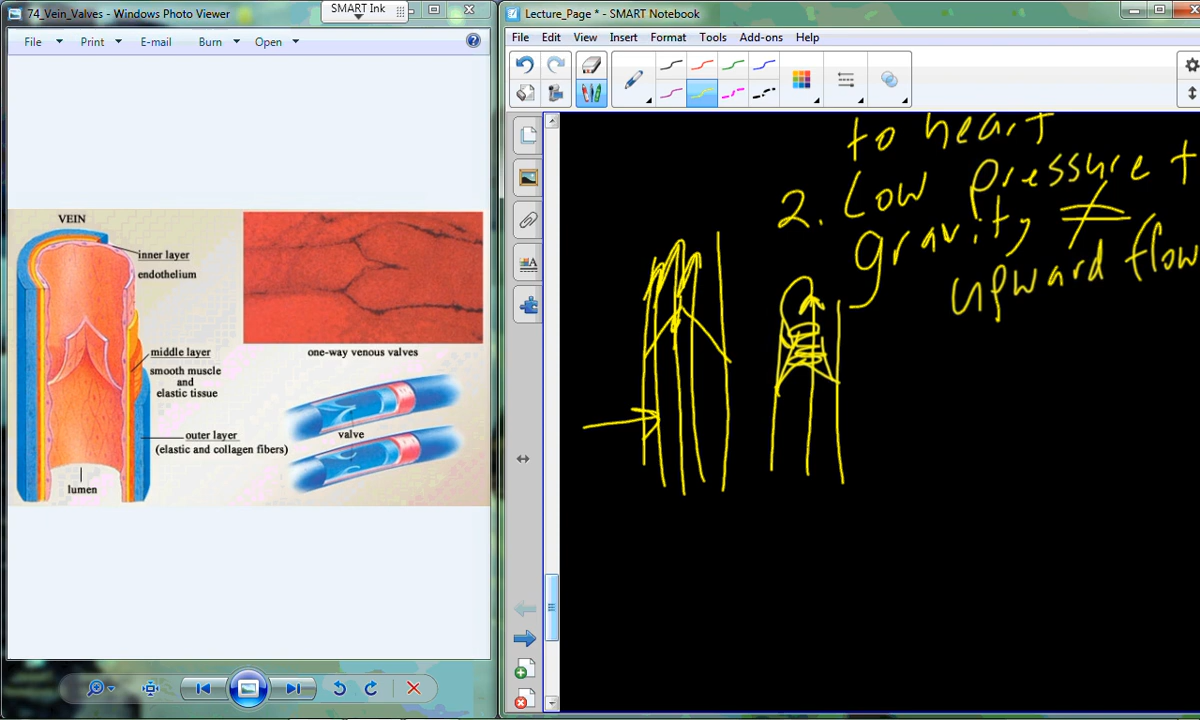 74_Vein_Valves - Windows Photo Viewer
SMART Ink
File Print E-mail Burn Open
VEIN
inner layer
endothelium
middle layer
smooth muscle
and
elastic tissue
outer layer
(elastic and collagen fibers)
lumen
one-way venous valves
valve
Lecture_Page * - SMART Notebook
File Edit View Insert Format Tools Add-ons Help
to heart
2. Low pressure +
gravity ≠
upward flow